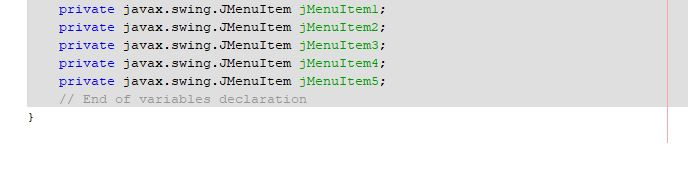 private javax.swing.JMenuItem jMenuItem1;
private javax.swing.JMenuItem jMenuItem2;
private javax.swing.JMenuItem jMenuItem3;
private javax.swing.JMenuItem jMenuItem4;
private javax.swing.JMenuItem jMenuItem5;
// End of variables declaration
}